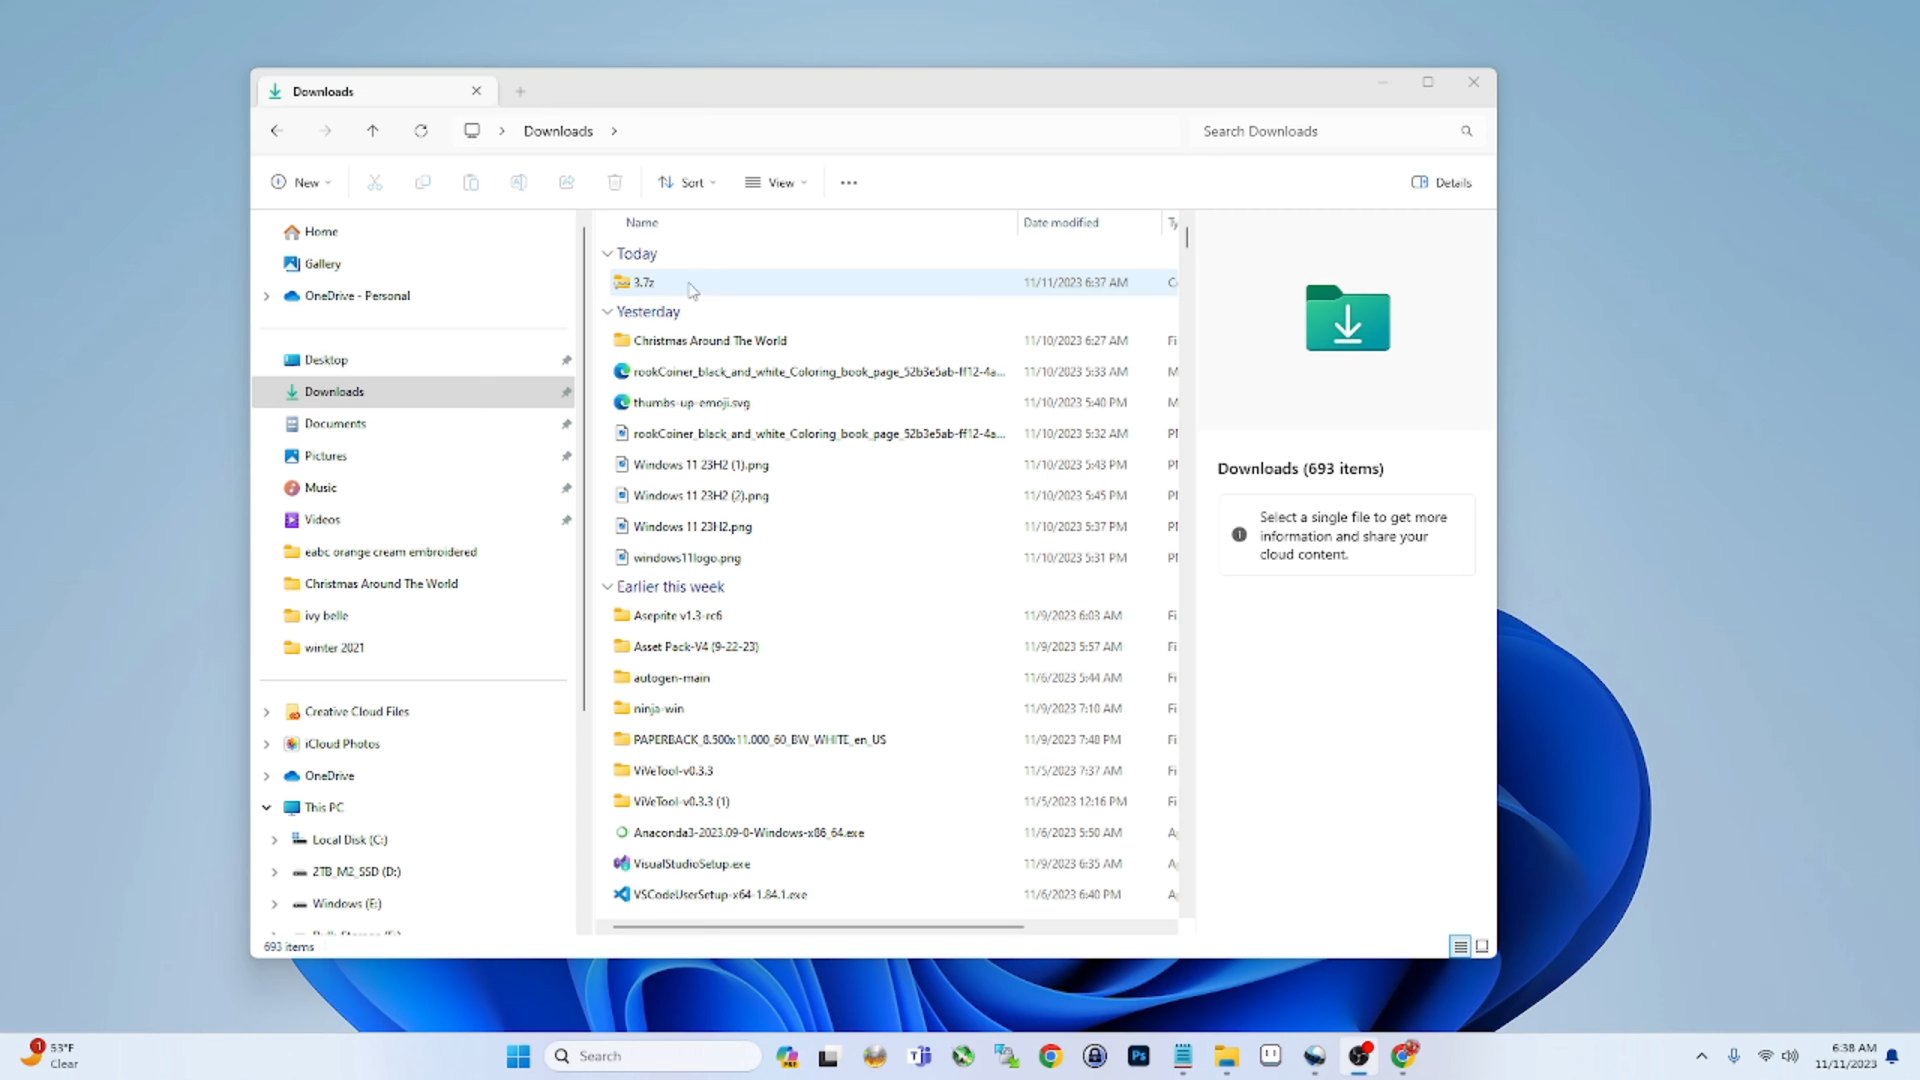 Downloads
Downloads
Search Downloads
New
Sort
View
Details
Home
Gallery
OneDrive - Personal
Desktop
Downloads
Documents
Pictures
Music
Videos
eabc orange cream embroidered
Christmas Around The World
ivy belle
winter 2021
Creative Cloud Files
iCloud Photos
OneDrive
This PC
Local Disk (C:)
2TB_M2_SSD (D:)
Windows (E:)
693 items
Name Date modified
Today
3.7z 11/11/2023 6:37 AM
Yesterday
Christmas Around The World 11/10/2023 6:27 AM Fi
rookCoiner_black_and_white_Coloring_book_page_52b3e5ab-ff12-4a... 11/10/2023 5:33 AM
thumbs-up-emoji.svg 11/10/2023 5:40 PM
rookCoiner_black_and_white_Coloring_book_page_52b3e5ab-ff12-4a... 11/10/2023 5:32 AM
Windows 11 23H2 (1).png 11/10/2023 5:43 PM
Windows 11 23H2 (2).png 11/10/2023 5:45 PM
Windows 11 23H2.png 11/10/2023 5:37 PM
windows11logo.png 11/10/2023 5:31 PM
Earlier this week
Aseprite v1.3-rc6 11/9/2023 6:03 AM Fi
Asset Pack-V4 (9-22-23) 11/9/2023 5:57 AM Fi
autogen-main 11/6/2023 5:44 AM Fi
ninja-win 11/9/2023 7:10 AM Fi
PAPERBACK_8.500x11.000_60_BW_WHITE_en_US 11/9/2023 7:48 PM Fi
ViVeTool-v0.3.3 11/5/2023 7:37 AM Fi
ViVeTool-v0.3.3 (1) 11/5/2023 12:16 PM Fi
Anaconda3-2023.09-0-Windows-x86_64.exe 11/6/2023 5:50 AM
VisualStudioSetup.exe 11/9/2023 6:35 AM
VSCodeUserSetup-x64-1.84.1.exe 11/6/2023 6:40 PM
Downloads (693 items)
Select a single file to get more
information and share your
cloud content.
1
53°F
Clear
Search
PRE
Ps
6:38 AM
11/11/2023